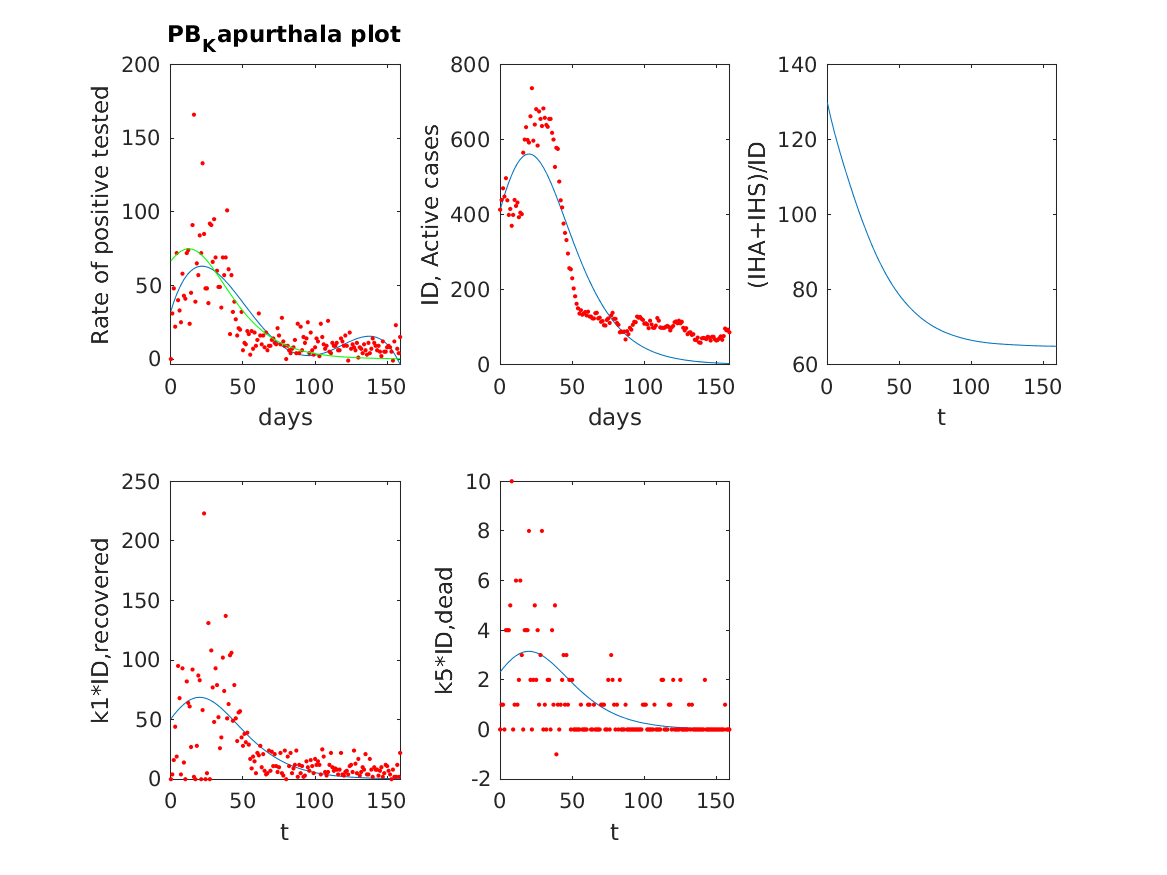 PB_Kapurthala plot
200
150
100
50
0
Rate of positive tested
0 50 100 150
days
800
600
400
200
0
ID, Active cases
0 50 100 150
days
140
120
100
80
60
(IHA+IHS)/ID
0 50 100 150
t
250
200
150
100
50
0
k1*ID,recovered
0 50 100 150
t
10
8
6
4
2
0
-2
k5*ID,dead
0 50 100 150
t